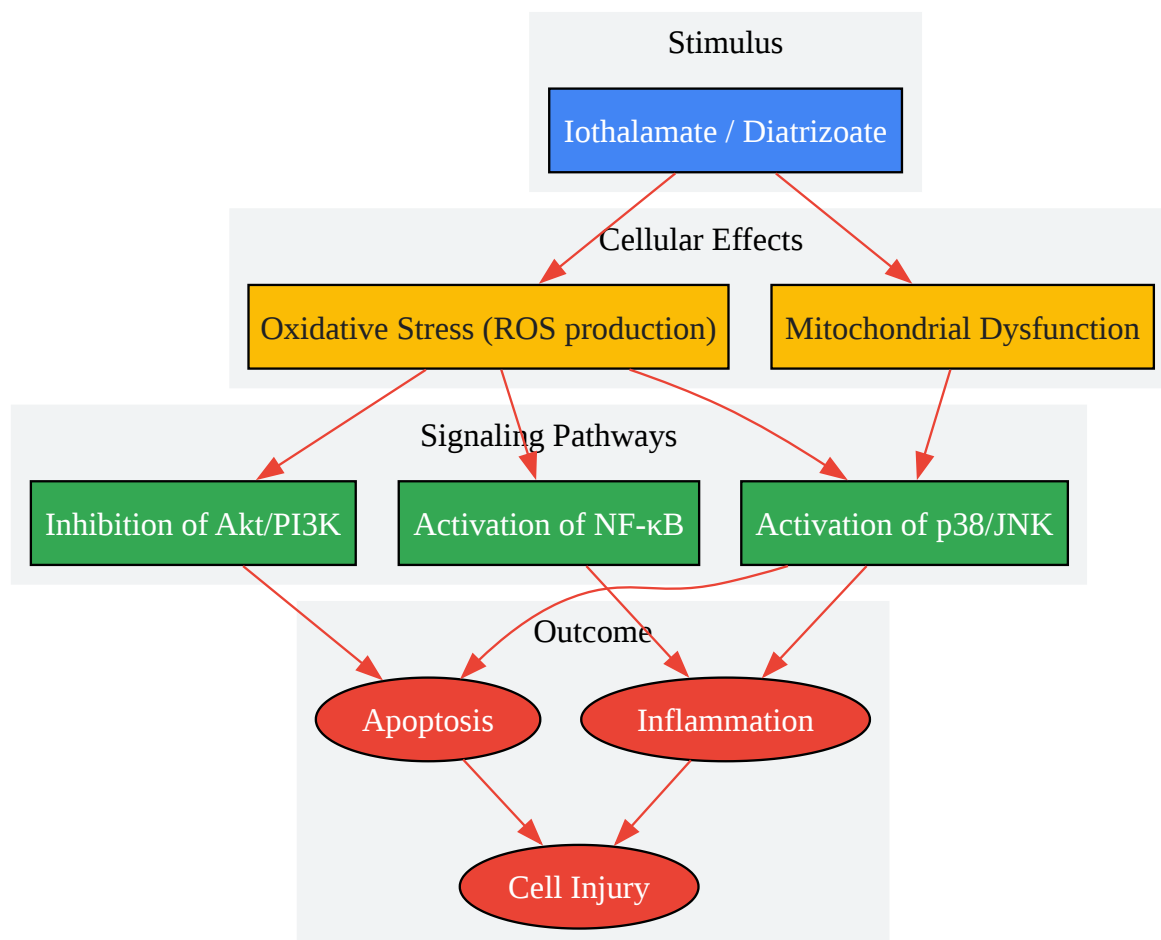 Stimulus
Iothalamate / Diatrizoate
Cellular Effects
Oxidative Stress (ROS production)
Mitochondrial Dysfunction
Signaling Pathways
Inhibition of Akt/PI3K
Activation of NF-κB
Activation of p38/JNK
Outcome
Apoptosis
Inflammation
Cell Injury